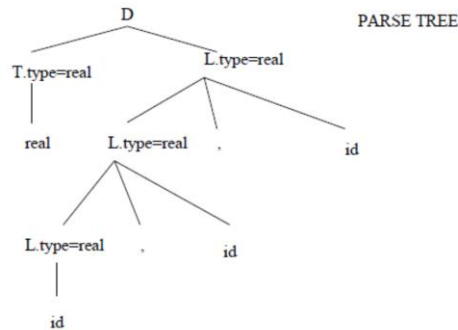 D
PARSE TREE
T.type=real
L.type=real
real
L.type=real
,
id
L.type=real
,
id
id